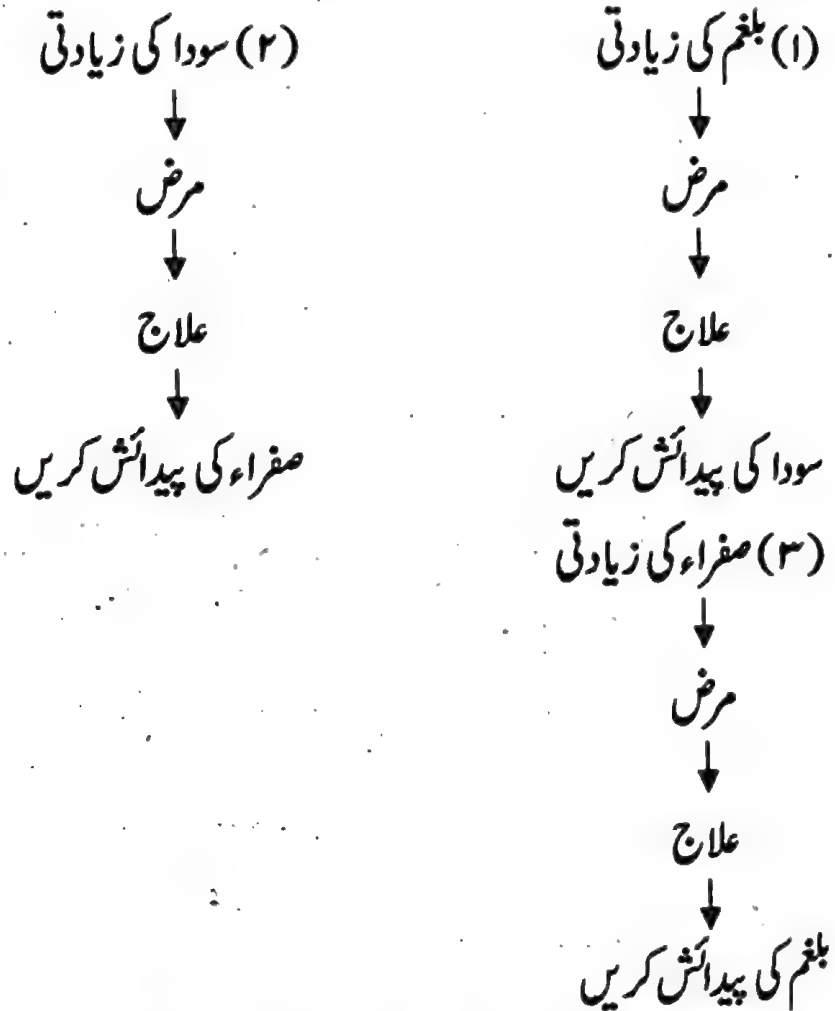 (۱) بلغم کی زیادتی
↓
مرض
↓
علاج
↓
سودا کی پیدائش کریں
(۲) سودا کی زیادتی
↓
مرض
↓
علاج
↓
صفراء کی پیدائش کریں
(۳) صفراء کی زیادتی
↓
مرض
↓
علاج
↓
بلغم کی پیدائش کریں